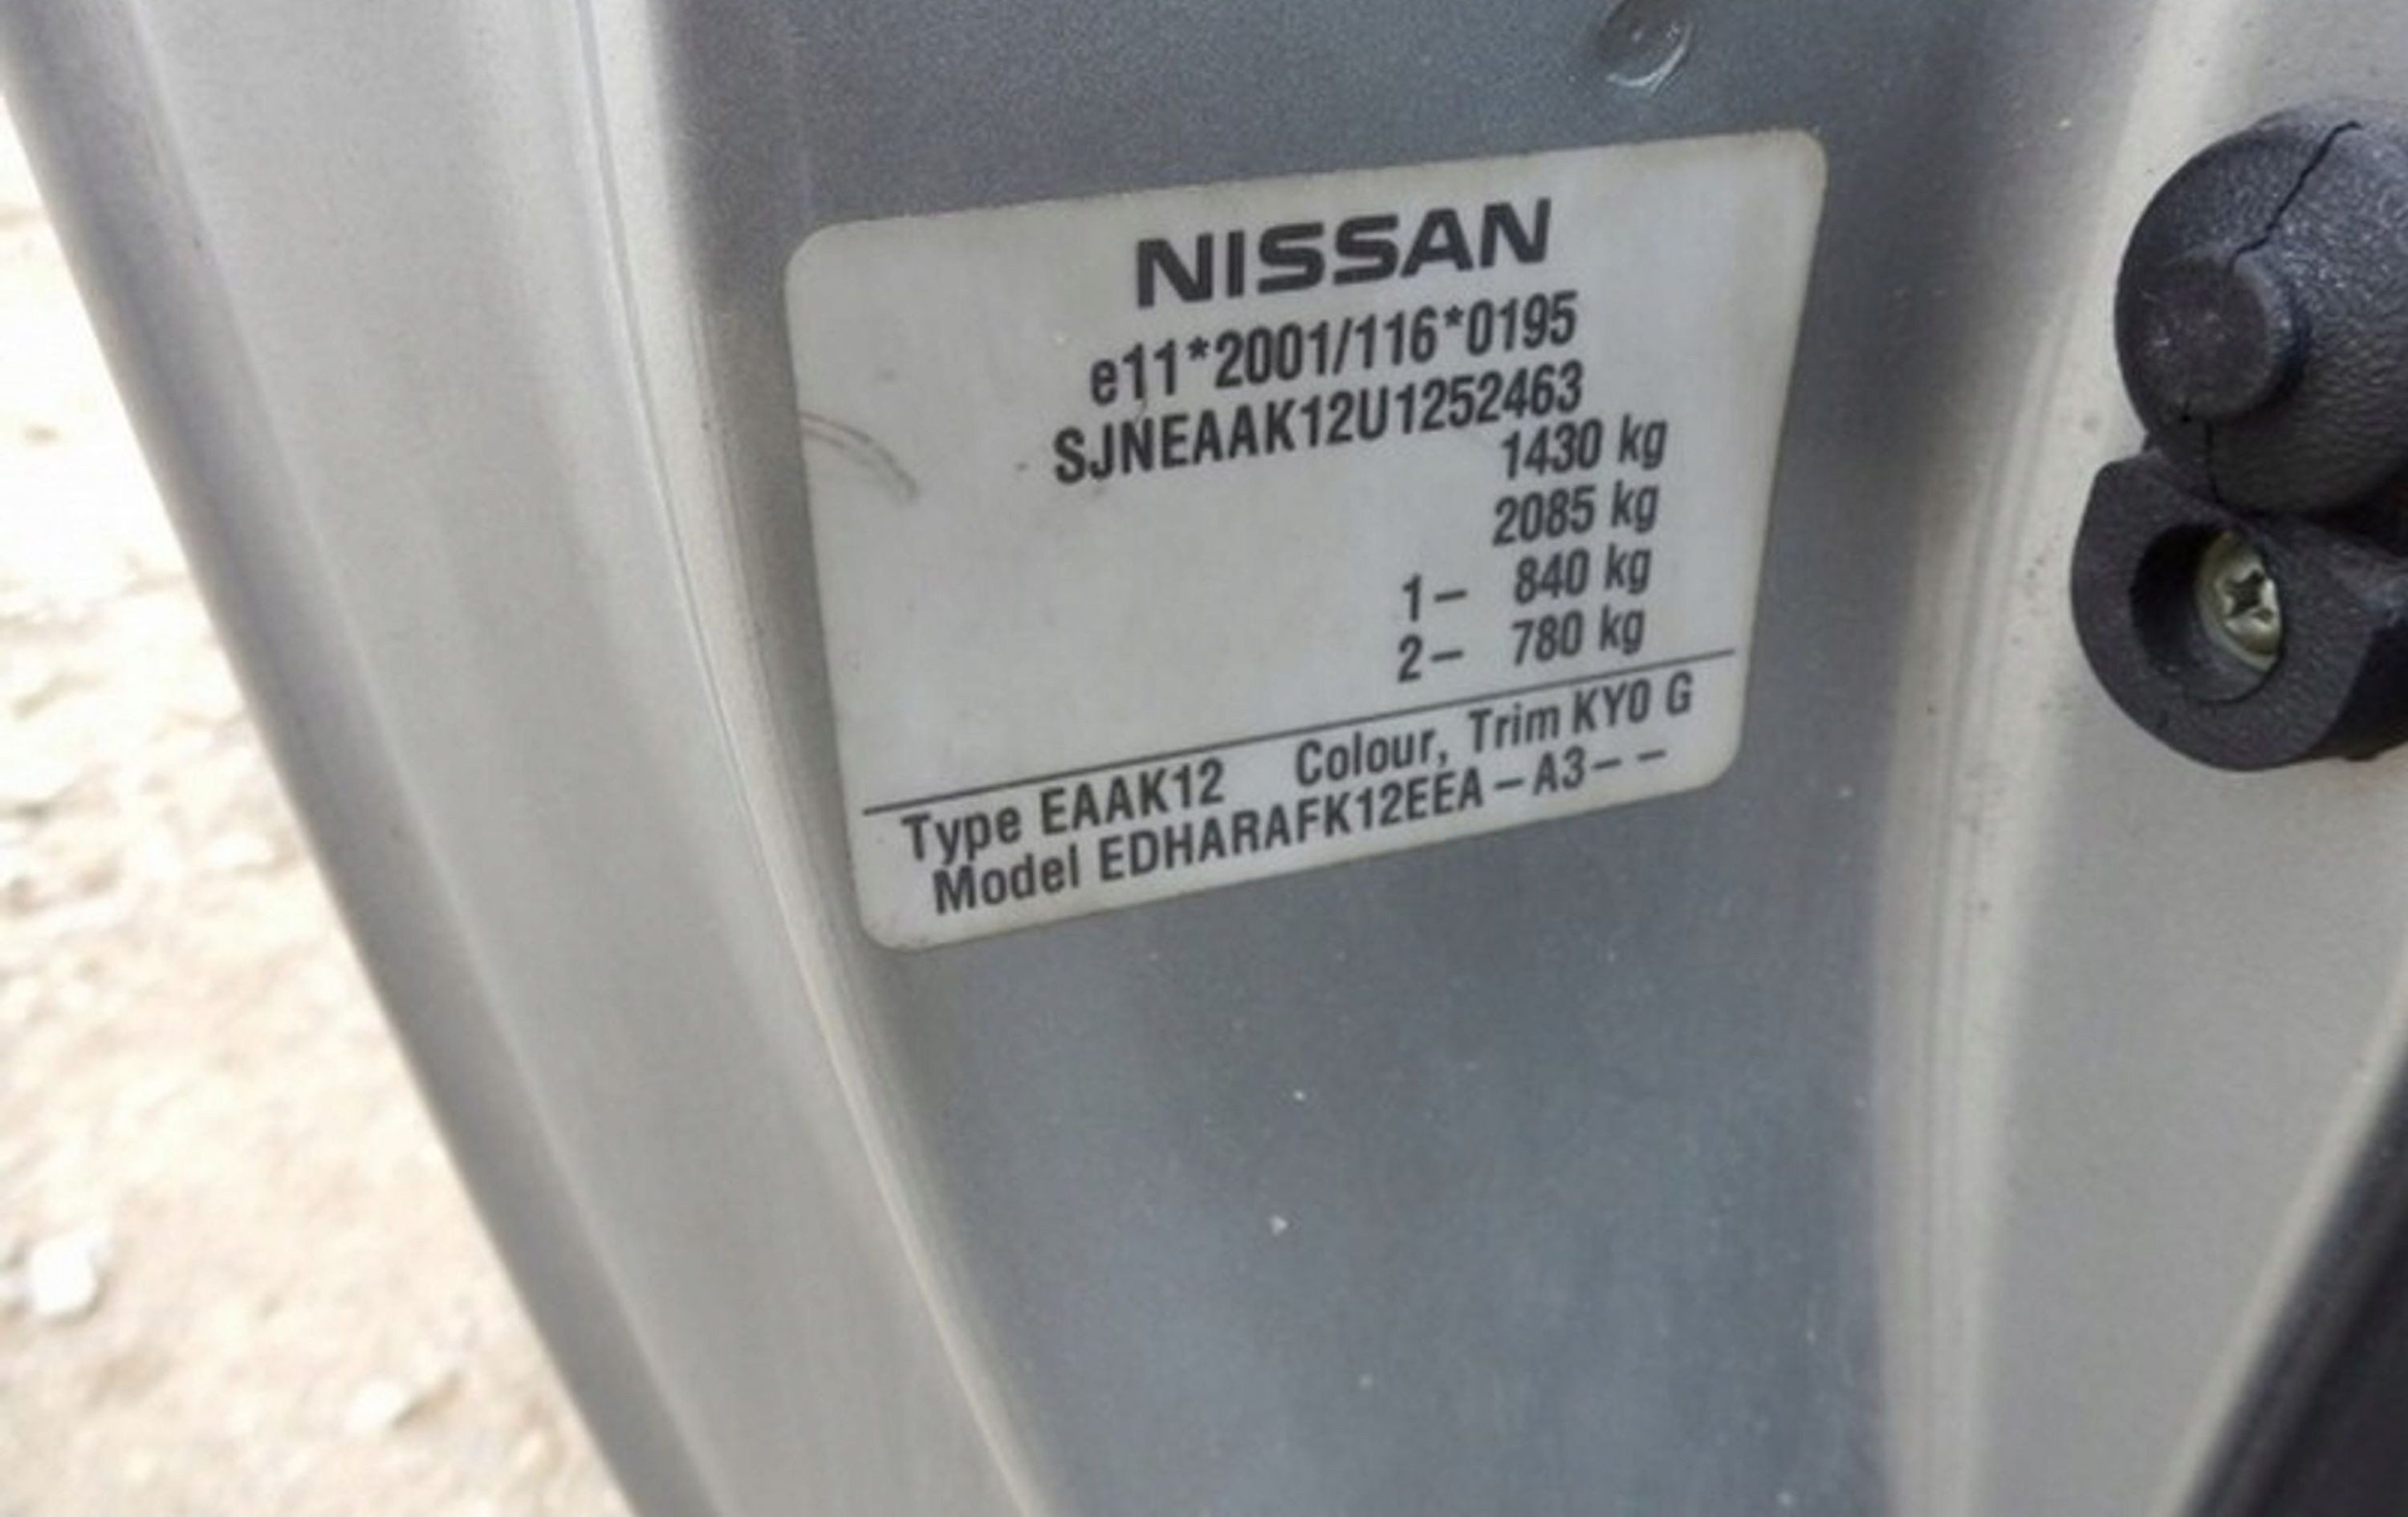 NISSAN
e11*2001/116*0195
SJNEAAK12U1252463
1430 kg
2085 kg
1- 840 kg
2- 780 kg
Type EAAK12 Colour, Trim KY0 G
Model EDHARAFK12EEA-A3--